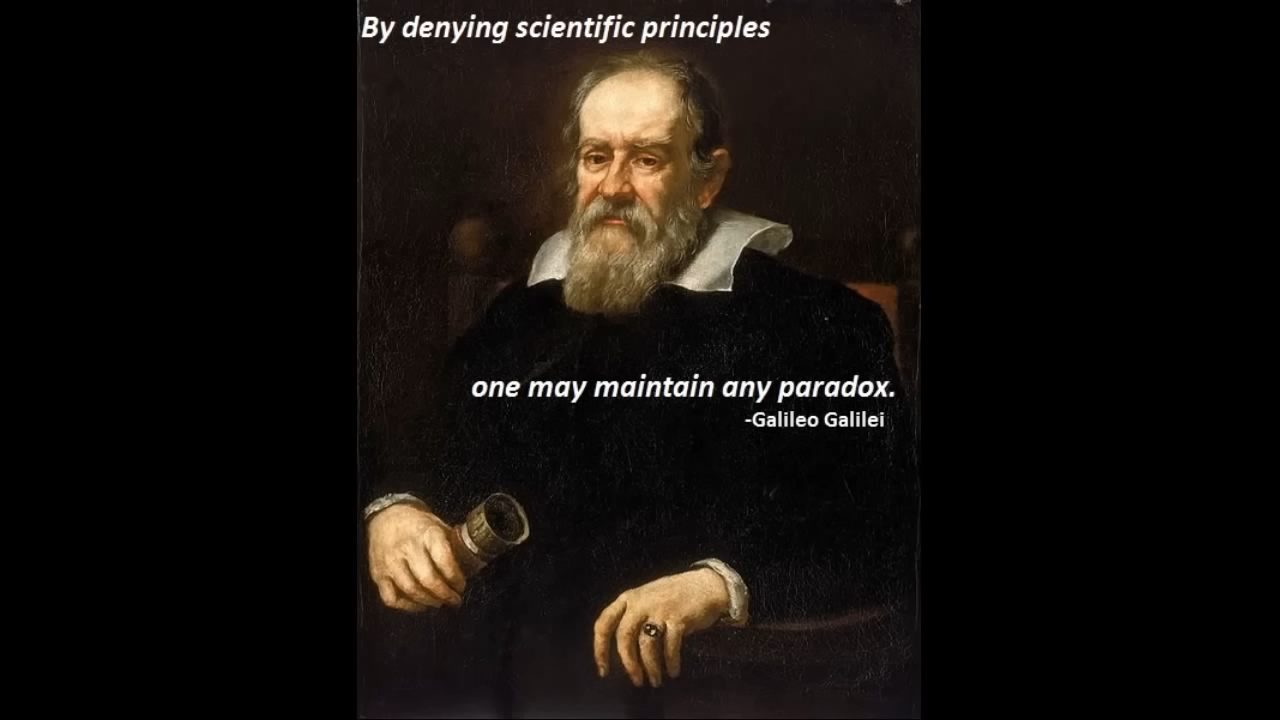 By denying scientific principles
one may maintain any paradox.
-Galileo Galilei